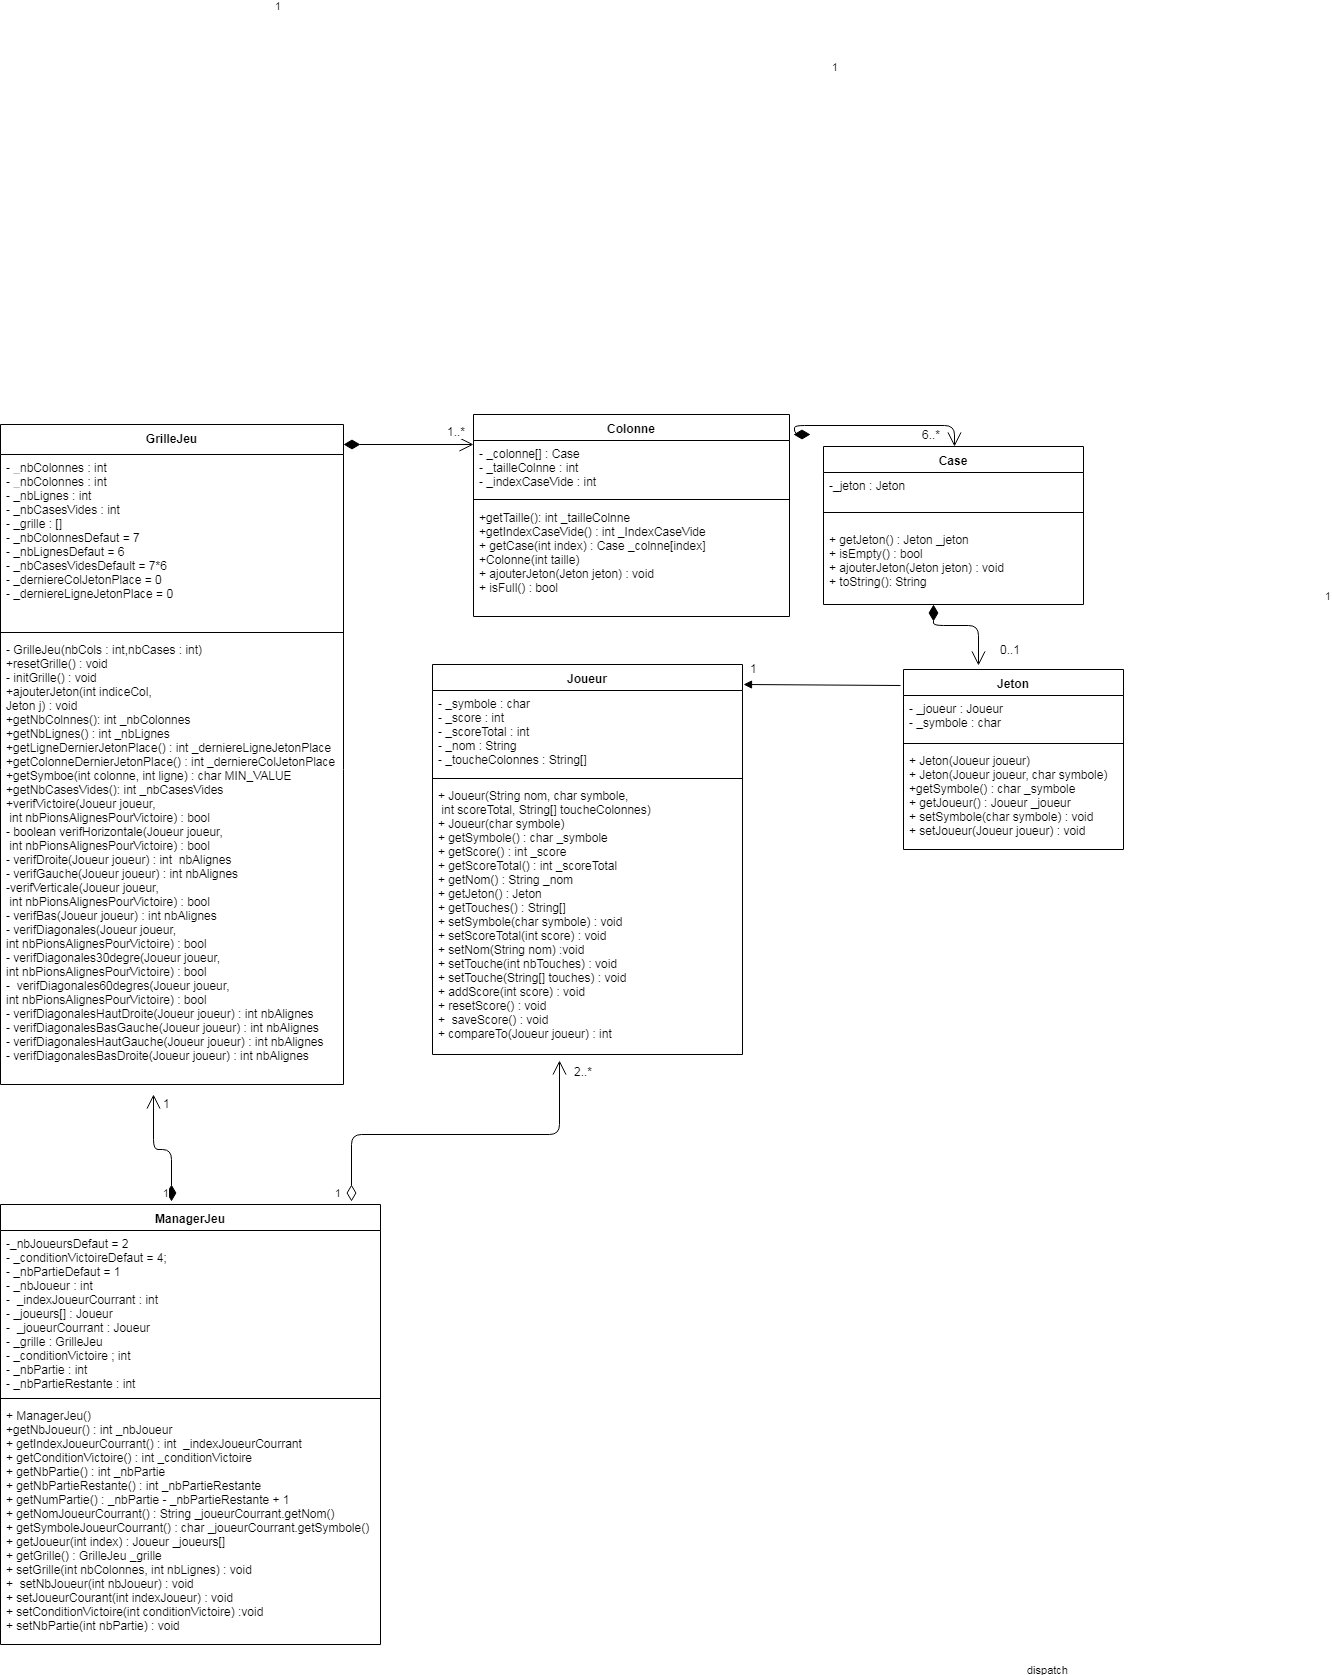 1
1
GrilleJeu
- _nbColonnes : int
- _nbColonnes : int
- _nbLignes : int
- _nbCasesVides : int
- _grille : []
- _nbColonnesDefaut = 7
- _nbLignesDefaut = 6
- _nbCasesVidesDefault = 7*6
- _derniereColJetonPlace = 0
- _derniereLigneJetonPlace = 0
- GrilleJeu(nbCols : int,nbCases : int)
+resetGrille() : void
- initGrille() : void
+ajouterJeton(int indiceCol,
Jeton j) : void
+getNbColnnes(): int _nbColonnes
+getNbLignes() : int _nbLignes
+getLigneDernierJetonPlace() : int _derniereLigneJetonPlace
+getColonneDernierJetonPlace() : int _derniereColJetonPlace
+getSymboe(int colonne, int ligne) : char MIN_VALUE
+getNbCasesVides() : int _nbCasesVides
+verifVictoire(Joueur joueur,
int nbPionsAlignesPourVictoire) : bool
- boolean verifHorizontale(Joueur joueur,
int nbPionsAlignesPourVictoire) : bool
- verifDroite(Joueur joueur) : int  nbAlignes
- verifGauche(Joueur joueur) : int nbAlignes
-verifVerticale(Joueur joueur,
int nbPionsAlignesPourVictoire) : bool
- verifBas(Joueur joueur) : int nbAlignes
- verifDiagonales(Joueur joueur,
int nbPionsAlignesPourVictoire) : bool
- verifDiagonales30degre(Joueur joueur,
int nbPionsAlignesPourVictoire) : bool
-  verifDiagonales60degres(Joueur joueur,
int nbPionsAlignesPourVictoire) : bool
- verifDiagonalesHautDroite(Joueur joueur) : int nbAlignes
- verifDiagonalesBasGauche(Joueur joueur) : int nbAlignes
- verifDiagonalesHautGauche(Joueur joueur) : int nbAlignes
- verifDiagonalesBasDroite(Joueur joueur) : int nbAlignes
1..*
Colonne
- _colonne[] : Case
- _tailleColnne : int
- _indexCaseVide : int
+getTaille(): int _tailleColnne
+getIndexCaseVide() : int _IndexCaseVide
+ getCase(int index) : Case _colnne[index]
+Colonne(int taille)
+ ajouterJeton(Jeton jeton) : void
+ isFull() : bool
6..*
Case
-_jeton : Jeton
+ getJeton() : Jeton _jeton
+ isEmpty() : bool
+ ajouterJeton(Jeton jeton) : void
+ toString(): String
1
0..1
1
Joueur
- _symbole : char
- _score : int
- _scoreTotal : int
- _nom : String
- _toucheColonnes : String[]
+ Joueur(String nom, char symbole,
int scoreTotal, String[] toucheColonnes)
+ Joueur(char symbole)
+ getSymbole() : char _symbole
+ getScore() : int _score
+ getScoreTotal() : int _scoreTotal
+ getNom() : String _nom
+ getJeton() : Jeton
+ getTouches() : String[]
+ setSymbole(char symbole) : void
+ setScoreTotal(int score) : void
+ setNom(String nom) :void
+ setTouche(int nbTouches) : void
+ setTouche(String[] touches) : void
+ addScore(int score) : void
+ resetScore() : void
+  saveScore() : void
+ compareTo(Joueur joueur) : int
Jeton
- _joueur : Joueur
- _symbole : char
+ Jeton(Joueur joueur)
+ Jeton(Joueur joueur, char symbole)
+getSymbole() : char _symbole
+ getJoueur() : Joueur _joueur
+ setSymbole(char symbole) : void
+ setJoueur(Joueur joueur) : void
2..*
1
1
1
ManagerJeu
-_nbJoueursDefaut = 2
- _conditionVictoireDefaut = 4;
- _nbPartieDefaut = 1
- _nbJoueur : int
-  _indexJoueurCourrant : int
- _joueurs[] : Joueur
-  _joueurCourrant : Joueur
- _grille : GrilleJeu
- _conditionVictoire ; int
- _nbPartie : int
- _nbPartieRestante : int
+ ManagerJeu()
+getNbJoueur() : int _nbJoueur
+ getIndexJoueurCourrant() : int  _indexJoueurCourrant
+ getConditionVictoire() : int _conditionVictoire
+ getNbPartie() : int _nbPartie
+ getNbPartieRestante() : int _nbPartieRestante
+ getNumPartie() : _nbPartie - _nbPartieRestante + 1
+ getNomJoueurCourrant() : String _joueurCourrant.getNom()
+ getSymboleJoueurCourrant() : char _joueurCourrant.getSymbole()
+ getJoueur(int index) : Joueur _joueurs[]
+ getGrille() : GrilleJeu _grille
+ setGrille(int nbColonnes, int nbLignes) : void
+  setNbJoueur(int nbJoueur) : void
+ setJoueurCourant(int indexJoueur) : void
+ setConditionVictoire(int conditionVictoire) :void
+ setNbPartie(int nbPartie) : void
dispatch